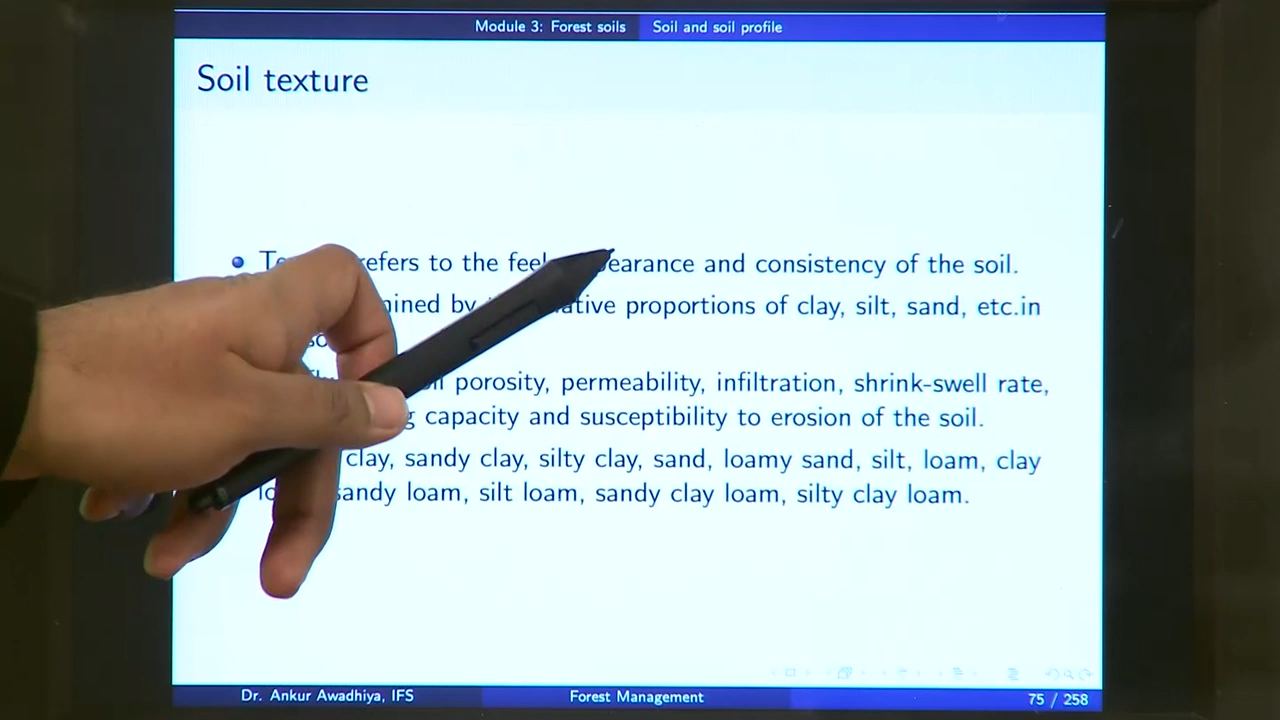 Module 3: Forest soils Soil and soil profile
Soil texture
refers to the feel, and consistency of the soil.
by proportions of clay, silt, sand, etc.in
porosity, permeability, infiltration, shrink-swell rate,
capacity and susceptibility to erosion of the soil.
clay, sandy clay, silty clay, sand, loamy sand, silt, loam, clay
sandy loam, silt loam, sandy clay loam, silty clay loam.
Dr. Ankur Awadhiya, IFS Forest Management 75 / 258